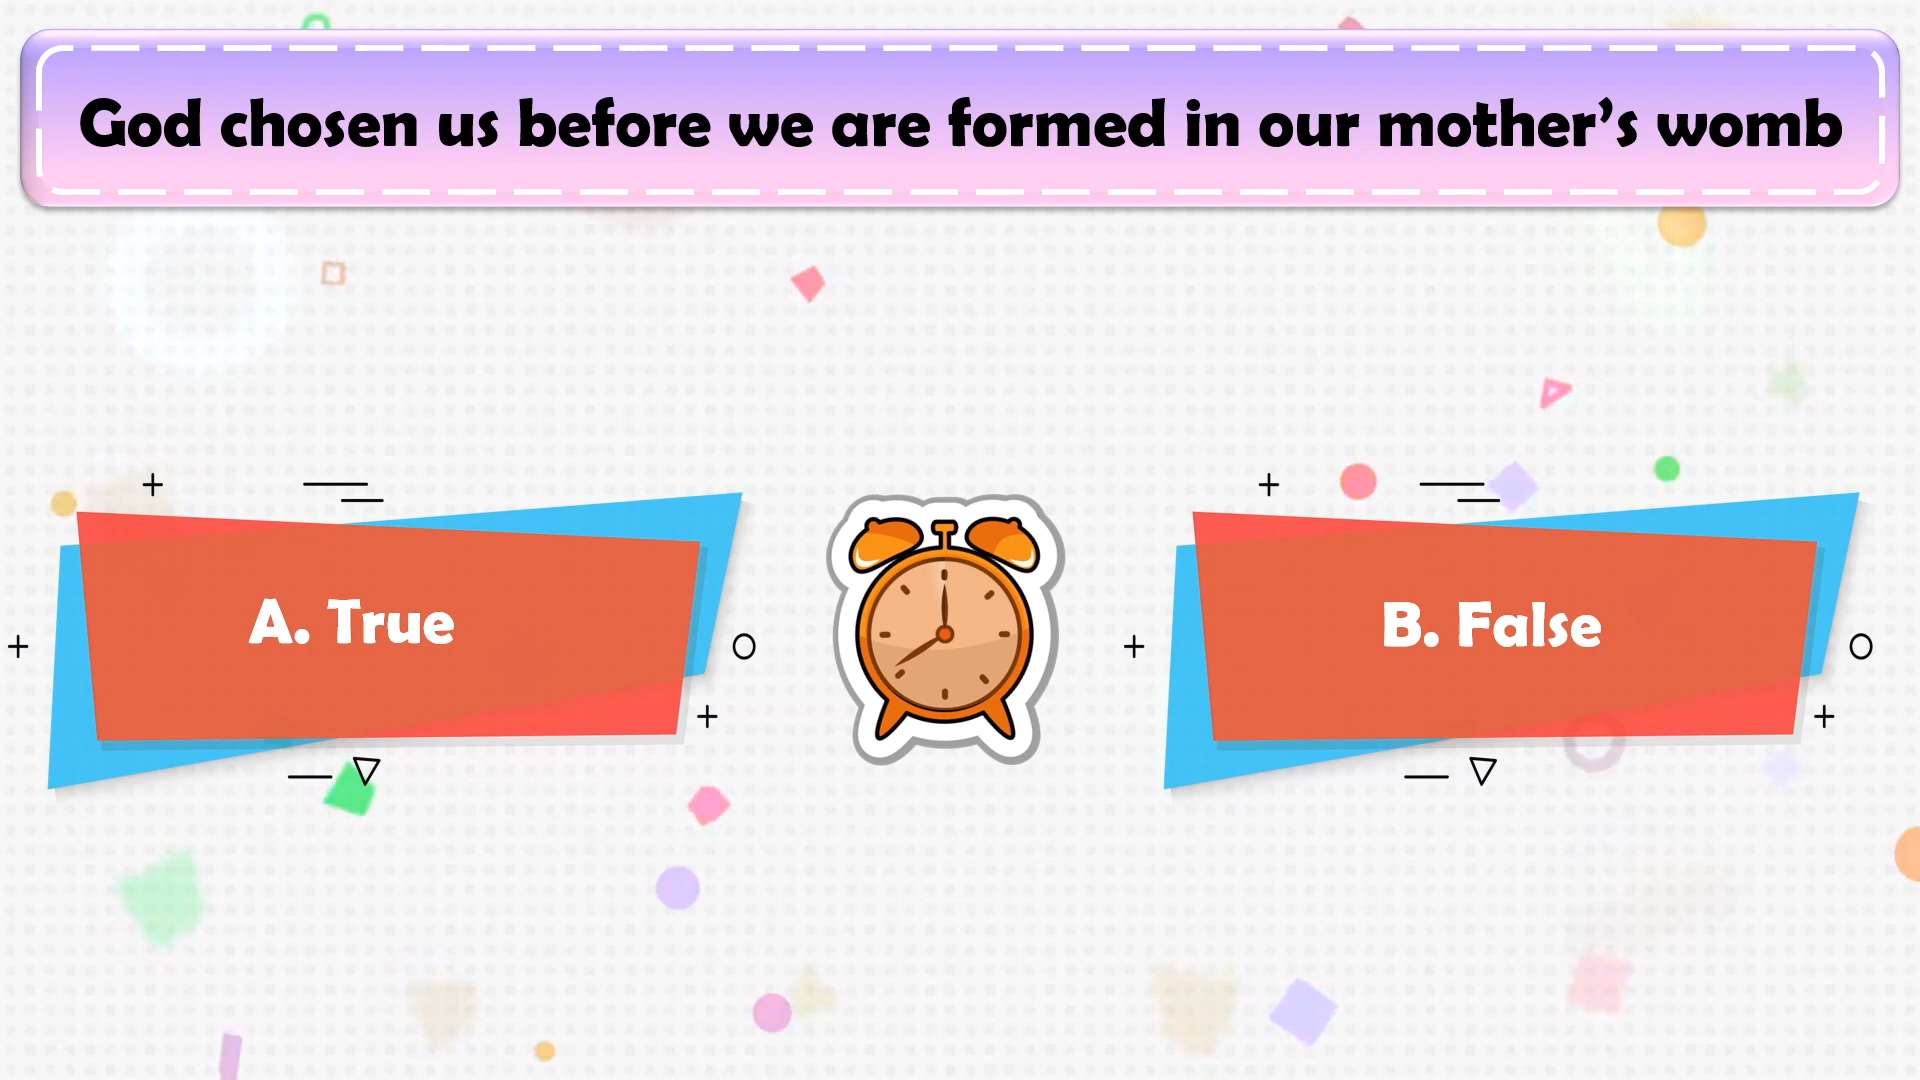 God chosen us before we are formed in our mother’s womb
A. True
B. False